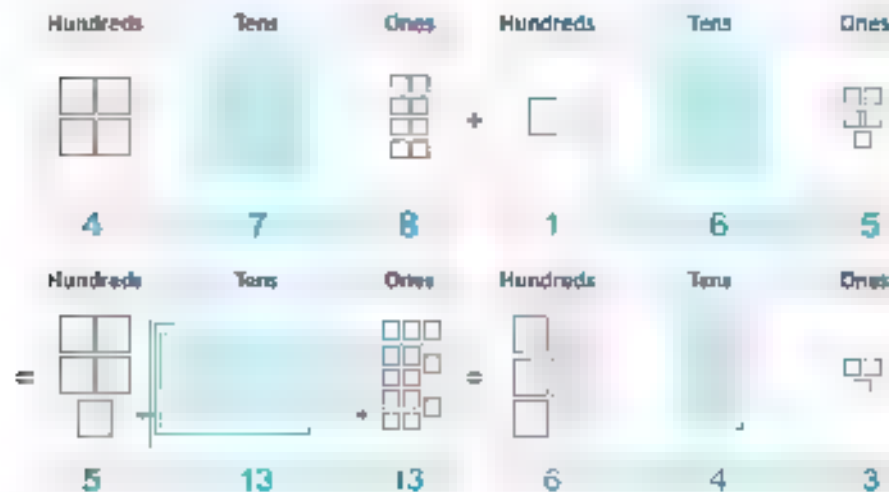 Hundreds Tens Ones Hundreds Tens Ones
+
4 7 8 1 6 5
Hundreds Tens Ones Hundreds Tens Ones
= + + =
5 13 13 6 4 3